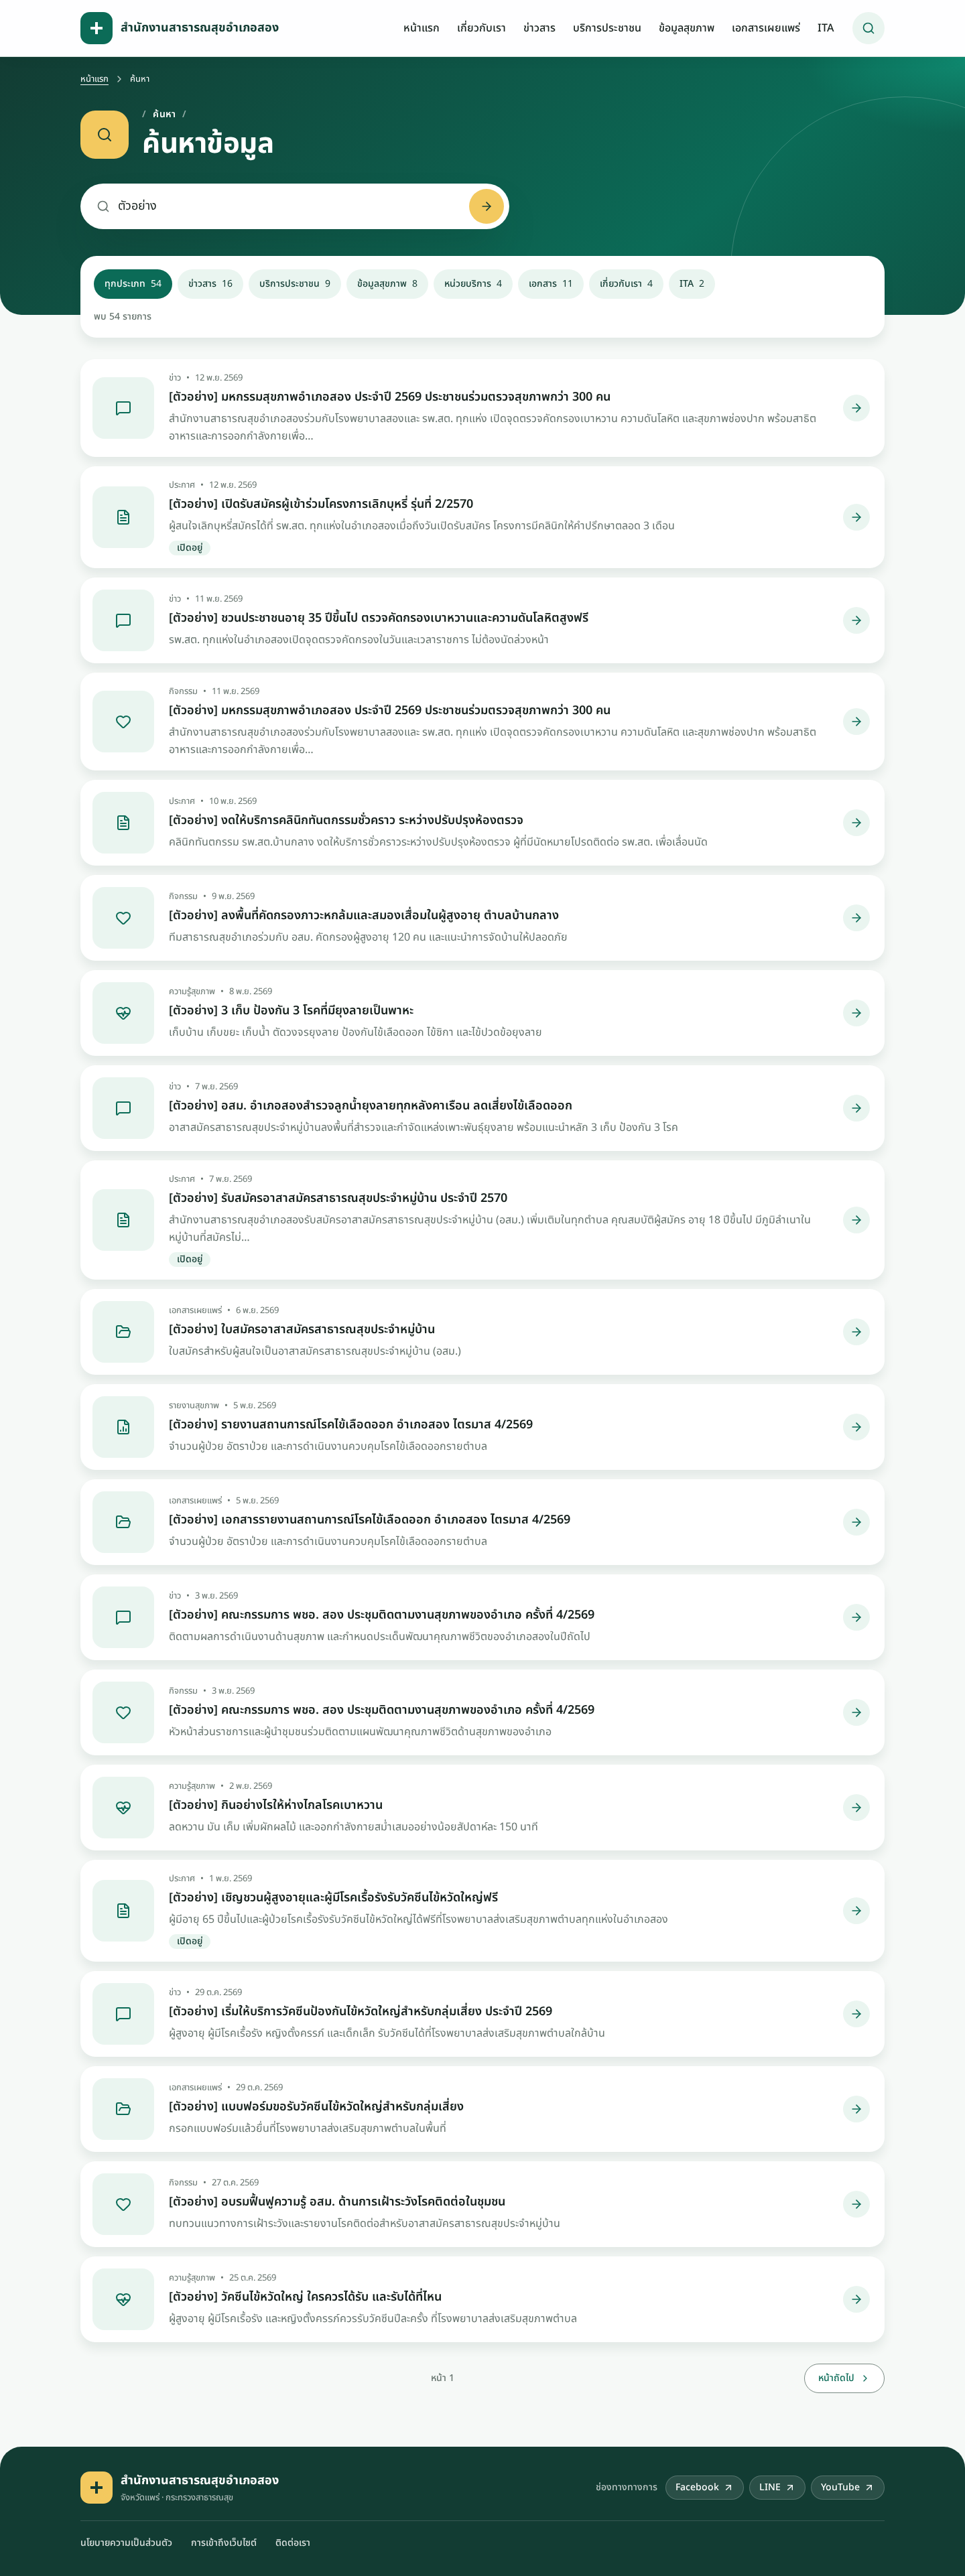 สำนักงานสาธารณสุขอำเภอสอง
หน้าแรก เกี่ยวกับเรา ข่าวสาร บริการประชาชน ข้อมูลสุขภาพ เอกสารเผยแพร่ ITA
หน้าแรก > ค้นหา
/ ค้นหา /
ค้นหาข้อมูล
ตัวอย่าง
ทุกประเภท 54 ข่าวสาร 16 บริการประชาชน 9 ข้อมูลสุขภาพ 8 หน่วยบริการ 4 เอกสาร 11 เกี่ยวกับเรา 4 ITA 2
พบ 54 รายการ
ข่าว • 12 พ.ย. 2569
[ตัวอย่าง] มหกรรมสุขภาพอำเภอสอง ประจำปี 2569 ประชาชนร่วมตรวจสุขภาพกว่า 300 คน
สำนักงานสาธารณสุขอำเภอสองร่วมกับโรงพยาบาลสองและ รพ.สต. ทุกแห่ง เปิดจุดตรวจคัดกรองเบาหวาน ความดันโลหิต และสุขภาพช่องปาก พร้อมสาธิต
อาหารและการออกกำลังกายเพื่อ...
ประกาศ • 12 พ.ย. 2569
[ตัวอย่าง] เปิดรับสมัครผู้เข้าร่วมโครงการเลิกบุหรี่ รุ่นที่ 2/2570
ผู้สนใจเลิกบุหรี่สมัครได้ที่ รพ.สต. ทุกแห่งในอำเภอสองเมื่อถึงวันเปิดรับสมัคร โครงการมีคลินิกให้คำปรึกษาตลอด 3 เดือน
เปิดอยู่
ข่าว • 11 พ.ย. 2569
[ตัวอย่าง] ชวนประชาชนอายุ 35 ปีขึ้นไป ตรวจคัดกรองเบาหวานและความดันโลหิตสูงฟรี
รพ.สต. ทุกแห่งในอำเภอสองเปิดจุดตรวจคัดกรองในวันและเวลาราชการ ไม่ต้องนัดล่วงหน้า
กิจกรรม • 11 พ.ย. 2569
[ตัวอย่าง] มหกรรมสุขภาพอำเภอสอง ประจำปี 2569 ประชาชนร่วมตรวจสุขภาพกว่า 300 คน
สำนักงานสาธารณสุขอำเภอสองร่วมกับโรงพยาบาลสองและ รพ.สต. ทุกแห่ง เปิดจุดตรวจคัดกรองเบาหวาน ความดันโลหิต และสุขภาพช่องปาก พร้อมสาธิต
อาหารและการออกกำลังกายเพื่อ...
ประกาศ • 10 พ.ย. 2569
[ตัวอย่าง] งดให้บริการคลินิกทันตกรรมชั่วคราว ระหว่างปรับปรุงห้องตรวจ
คลินิกทันตกรรม รพ.สต.บ้านกลาง งดให้บริการชั่วคราวระหว่างปรับปรุงห้องตรวจ ผู้ที่มีนัดหมายโปรดติดต่อ รพ.สต. เพื่อเลื่อนนัด
กิจกรรม • 9 พ.ย. 2569
[ตัวอย่าง] ลงพื้นที่คัดกรองภาวะหกล้มและสมองเสื่อมในผู้สูงอายุ ตำบลบ้านกลาง
ทีมสาธารณสุขอำเภอร่วมกับ อสม. คัดกรองผู้สูงอายุ 120 คน และแนะนำการจัดบ้านให้ปลอดภัย
ความรู้สุขภาพ • 8 พ.ย. 2569
[ตัวอย่าง] 3 เก็บ ป้องกัน 3 โรคที่มียุงลายเป็นพาหะ
เก็บบ้าน เก็บขยะ เก็บน้ำ ตัดวงจรยุงลาย ป้องกันไข้เลือดออก ไข้ซิกา และไข้ปวดข้อยุงลาย
ข่าว • 7 พ.ย. 2569
[ตัวอย่าง] อสม. อำเภอสองสำรวจลูกน้ำยุงลายทุกหลังคาเรือน ลดเสี่ยงไข้เลือดออก
อาสาสมัครสาธารณสุขประจำหมู่บ้านลงพื้นที่สำรวจและกำจัดแหล่งเพาะพันธุ์ยุงลาย พร้อมแนะนำหลัก 3 เก็บ ป้องกัน 3 โรค
ประกาศ • 7 พ.ย. 2569
[ตัวอย่าง] รับสมัครอาสาสมัครสาธารณสุขประจำหมู่บ้าน ประจำปี 2570
สำนักงานสาธารณสุขอำเภอสองรับสมัครอาสาสมัครสาธารณสุขประจำหมู่บ้าน (อสม.) เพิ่มเติมในทุกตำบล คุณสมบัติผู้สมัคร อายุ 18 ปีขึ้นไป มีภูมิลำเนาใน
หมู่บ้านที่สมัครไม่...
เปิดอยู่
เอกสารเผยแพร่ • 6 พ.ย. 2569
[ตัวอย่าง] ใบสมัครอาสาสมัครสาธารณสุขประจำหมู่บ้าน
ใบสมัครสำหรับผู้สนใจเป็นอาสาสมัครสาธารณสุขประจำหมู่บ้าน (อสม.)
รายงานสุขภาพ • 5 พ.ย. 2569
[ตัวอย่าง] รายงานสถานการณ์โรคไข้เลือดออก อำเภอสอง ไตรมาส 4/2569
จำนวนผู้ป่วย อัตราป่วย และการดำเนินงานควบคุมโรคไข้เลือดออกรายตำบล
เอกสารเผยแพร่ • 5 พ.ย. 2569
[ตัวอย่าง] เอกสารรายงานสถานการณ์โรคไข้เลือดออก อำเภอสอง ไตรมาส 4/2569
จำนวนผู้ป่วย อัตราป่วย และการดำเนินงานควบคุมโรคไข้เลือดออกรายตำบล
ข่าว • 3 พ.ย. 2569
[ตัวอย่าง] คณะกรรมการ พชอ. สอง ประชุมติดตามงานสุขภาพของอำเภอ ครั้งที่ 4/2569
ติดตามผลการดำเนินงานด้านสุขภาพ และกำหนดประเด็นพัฒนาคุณภาพชีวิตของอำเภอสองในปีถัดไป
กิจกรรม • 3 พ.ย. 2569
[ตัวอย่าง] คณะกรรมการ พชอ. สอง ประชุมติดตามงานสุขภาพของอำเภอ ครั้งที่ 4/2569
หัวหน้าส่วนราชการและผู้นำชุมชนร่วมติดตามแผนพัฒนาคุณภาพชีวิตด้านสุขภาพของอำเภอ
ความรู้สุขภาพ • 2 พ.ย. 2569
[ตัวอย่าง] กินอย่างไรให้ห่างไกลโรคเบาหวาน
ลดหวาน มัน เค็ม เพิ่มผักผลไม้ และออกกำลังกายสม่ำเสมออย่างน้อยสัปดาห์ละ 150 นาที
ประกาศ • 1 พ.ย. 2569
[ตัวอย่าง] เชิญชวนผู้สูงอายุและผู้มีโรคเรื้อรังรับวัคซีนไข้หวัดใหญ่ฟรี
ผู้มีอายุ 65 ปีขึ้นไปและผู้ป่วยโรคเรื้อรังรับวัคซีนไข้หวัดใหญ่ได้ฟรีที่โรงพยาบาลส่งเสริมสุขภาพตำบลทุกแห่งในอำเภอสอง
เปิดอยู่
ข่าว • 29 ต.ค. 2569
[ตัวอย่าง] เริ่มให้บริการวัคซีนป้องกันไข้หวัดใหญ่สำหรับกลุ่มเสี่ยง ประจำปี 2569
ผู้สูงอายุ ผู้มีโรคเรื้อรัง หญิงตั้งครรภ์ และเด็กเล็ก รับวัคซีนได้ที่โรงพยาบาลส่งเสริมสุขภาพตำบลใกล้บ้าน
เอกสารเผยแพร่ • 29 ต.ค. 2569
[ตัวอย่าง] แบบฟอร์มขอรับวัคซีนไข้หวัดใหญ่สำหรับกลุ่มเสี่ยง
กรอกแบบฟอร์มแล้วยื่นที่โรงพยาบาลส่งเสริมสุขภาพตำบลในพื้นที่
กิจกรรม • 27 ต.ค. 2569
[ตัวอย่าง] อบรมฟื้นฟูความรู้ อสม. ด้านการเฝ้าระวังโรคติดต่อในชุมชน
ทบทวนแนวทางการเฝ้าระวังและรายงานโรคติดต่อสำหรับอาสาสมัครสาธารณสุขประจำหมู่บ้าน
ความรู้สุขภาพ • 25 ต.ค. 2569
[ตัวอย่าง] วัคซีนไข้หวัดใหญ่ ใครควรได้รับ และรับได้ที่ไหน
ผู้สูงอายุ ผู้มีโรคเรื้อรัง และหญิงตั้งครรภ์ควรรับวัคซีนปีละครั้ง ที่โรงพยาบาลส่งเสริมสุขภาพตำบล
หน้า 1
หน้าถัดไป
สำนักงานสาธารณสุขอำเภอสอง
จังหวัดแพร่ · กระทรวงสาธารณสุข
ช่องทางทางการ Facebook LINE YouTube
นโยบายความเป็นส่วนตัว การเข้าถึงเว็บไซต์ ติดต่อเรา